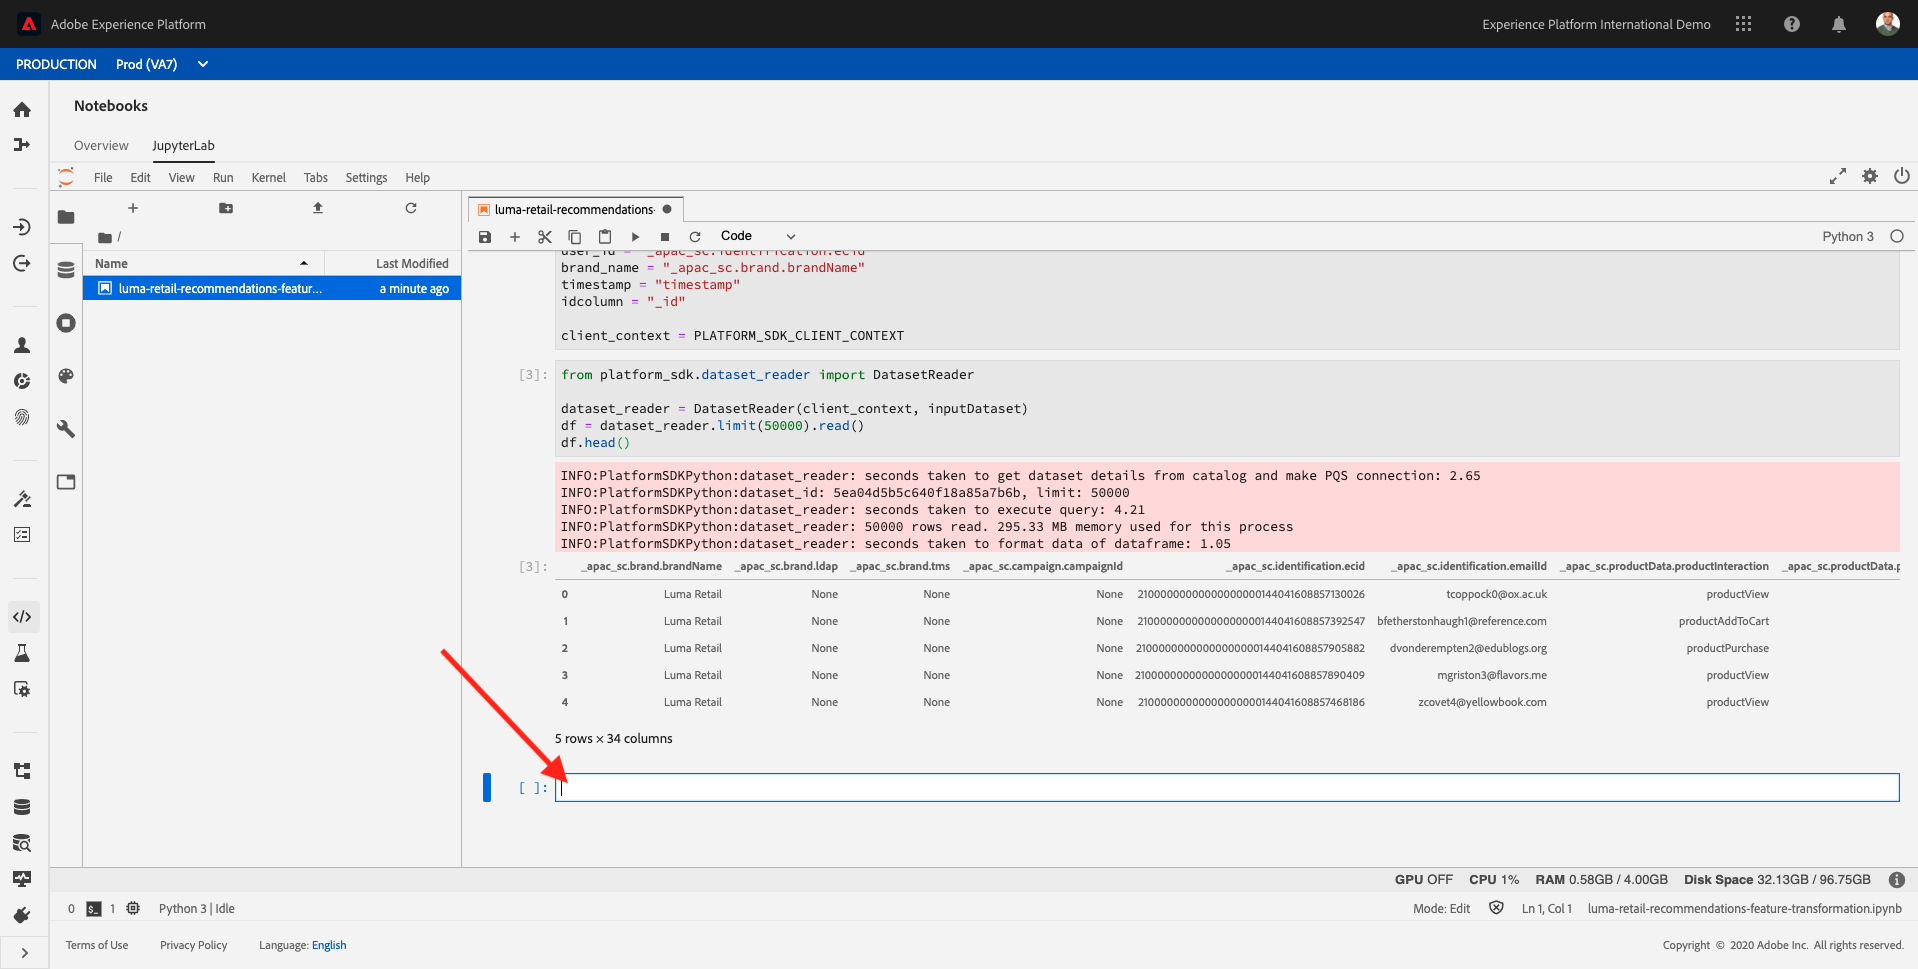 Adobe Experience Platform
Experience Platform International Demo
PRODUCTION Prod (VA7)
Notebooks
Overview JupyterLab
File Edit View Run Kernel Tabs Settings Help
luma-retail-recommendations-
/
Code
Python 3
Name Last Modified
luma-retail-recommendations-featur... a minute ago
user_id = "_apac_sc.identification.ecid"
brand_name = "_apac_sc.brand.brandName"
timestamp = "timestamp"
idcolumn = "_id"
client_context = PLATFORM_SDK_CLIENT_CONTEXT
[3]: from platform_sdk.dataset_reader import DatasetReader
dataset_reader = DatasetReader(client_context, inputDataset)
df = dataset_reader.limit(50000).read()
df.head()
INFO:PlatformSDKPython:dataset_reader: seconds taken to get dataset details from catalog and make PQS connection: 2.65
INFO:PlatformSDKPython:dataset_id: 5ea04d5b5c640f18a85a7b6b, limit: 50000
INFO:PlatformSDKPython:dataset_reader: seconds taken to execute query: 4.21
INFO:PlatformSDKPython:dataset_reader: 50000 rows read. 295.33 MB memory used for this process
INFO:PlatformSDKPython:dataset_reader: seconds taken to format data of dataframe: 1.05
[3]: _apac_sc.brand.brandName _apac_sc.brand.ldap _apac_sc.brand.tms _apac_sc.campaign.campaignId _apac_sc.identification.ecid _apac_sc.identification.emailId _apac_sc.productData.productInteraction _apac_sc.productData.p
0 Luma Retail None None None 21000000000000000000144041608857130026 tcoppock0@ox.ac.uk productView
1 Luma Retail None None None 21000000000000000000144041608857392547 bfetherstonhaugh1@reference.com productAddToCart
2 Luma Retail None None None 21000000000000000000144041608857905882 dvonderempten2@edublogs.org productPurchase
3 Luma Retail None None None 21000000000000000000144041608857890409 mgriston3@flavors.me productView
4 Luma Retail None None None 21000000000000000000144041608857468186 zcovet4@yellowbook.com productView
5 rows × 34 columns
[ ]:
GPU OFF CPU 1% RAM 0.58GB / 4.00GB Disk Space 32.13GB / 96.75GB
0 $_ 1 Python 3 | Idle
Mode: Edit Ln 1, Col 1 luma-retail-recommendations-feature-transformation.ipynb
Terms of Use Privacy Policy Language: English
Copyright © 2020 Adobe Inc. All rights reserved.